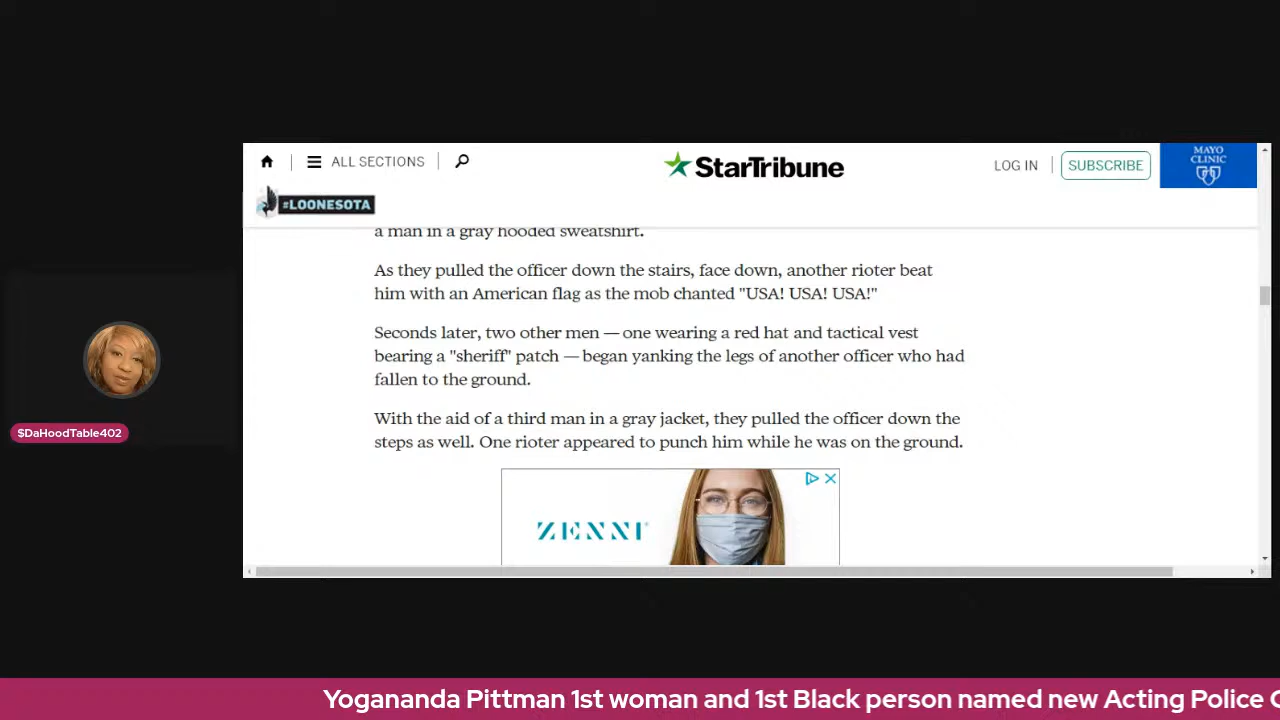 ALL SECTIONS
StarTribune
LOG IN
SUBSCRIBE
MAYO
CLINIC
#LOONESOTA
a man in a gray hooded sweatshirt.
As they pulled the officer down the stairs, face down, another rioter beat
him with an American flag as the mob chanted "USA! USA! USA!"
Seconds later, two other men — one wearing a red hat and tactical vest
bearing a "sheriff" patch — began yanking the legs of another officer who had
fallen to the ground.
With the aid of a third man in a gray jacket, they pulled the officer down the
steps as well. One rioter appeared to punch him while he was on the ground.
ZENNI
$DaHoodTable402
Yogananda Pittman 1st woman and 1st Black person named new Acting Police